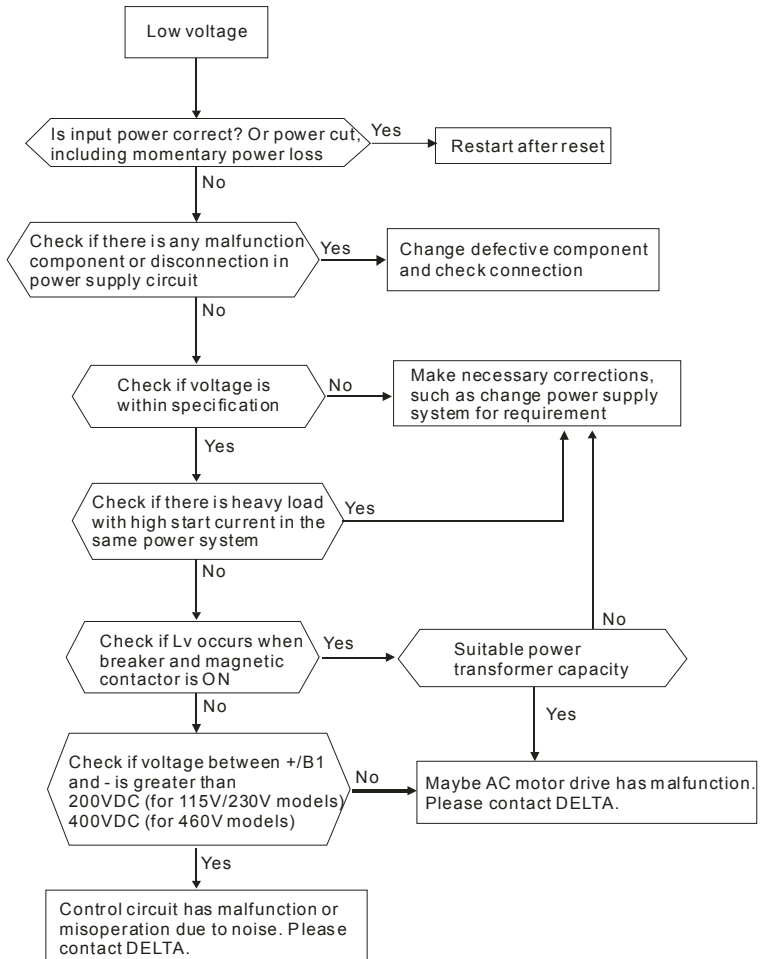 Low voltage
Is input power correct? Or power cut,
including momentary power loss
Yes
Restart after reset
No
Check if there is any malfunction
component or disconnection in
power supply circuit
Yes
Change defective component
and check connection
No
Check if voltage is
within specification
No
Make necessary corrections,
such as change power supply
system for requirement
Yes
Check if there is heavy load
with high start current in the
same power system
Yes
No
Check if Lv occurs when
breaker and magnetic
contactor is ON
Yes
Suitable power
transformer capacity
No
Yes
No
Check if voltage between +/B1
and - is greater than
200VDC (for 115V/230V models)
400VDC (for 460V models)
No
Maybe AC motor drive has malfunction.
Please contact DELTA.
Yes
Control circuit has malfunction or
misoperation due to noise. Please
contact DELTA.